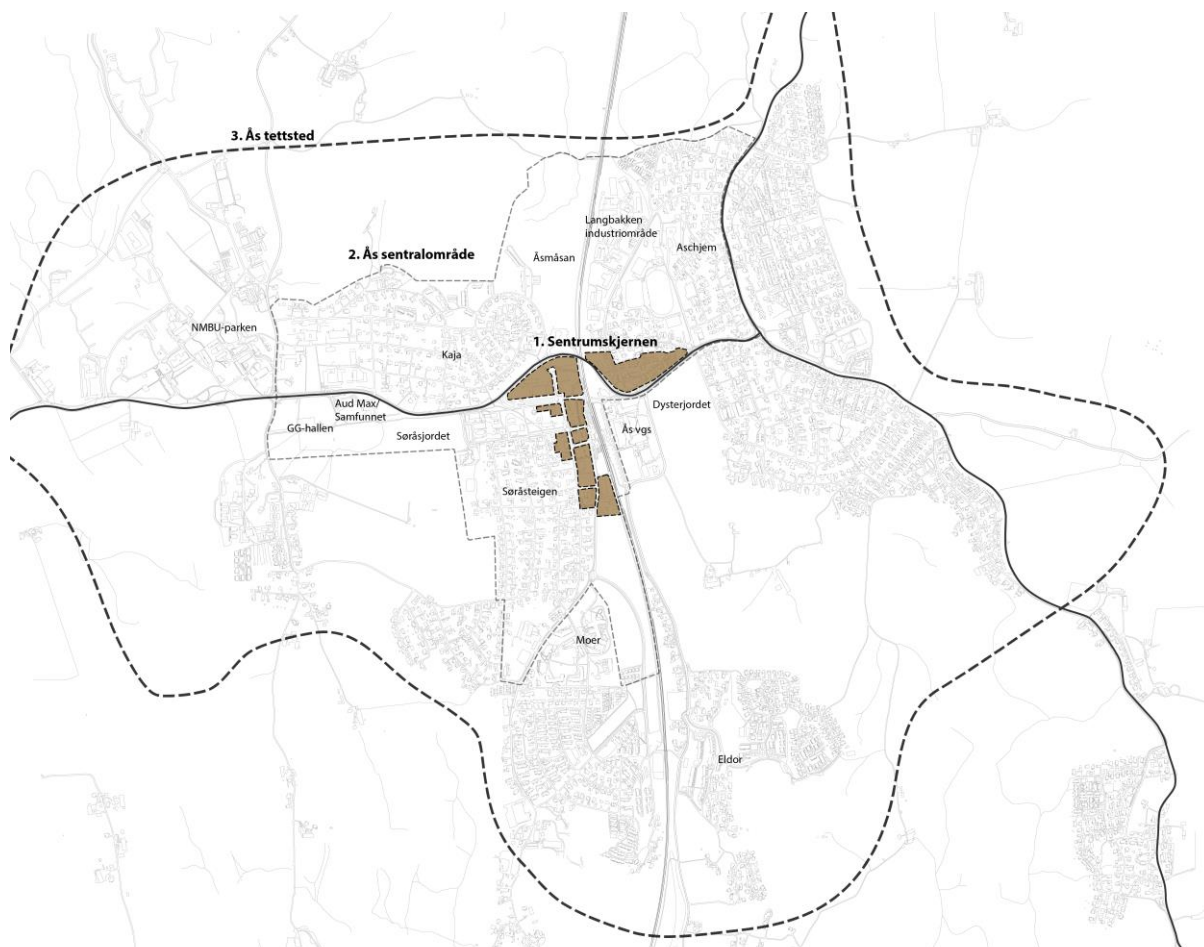 3. Ås tettsted
Langbakken
industriområde
Aschjem
2. Ås sentralområde
Åsmåsan
NMBU-parken
1. Sentrumskjernen
Kaja
Aud Max/
Samfunnet
Dysterjordet
GG-hallen
Søråsjordet
Ås vgs
Søråsteigen
Moer
Eldor